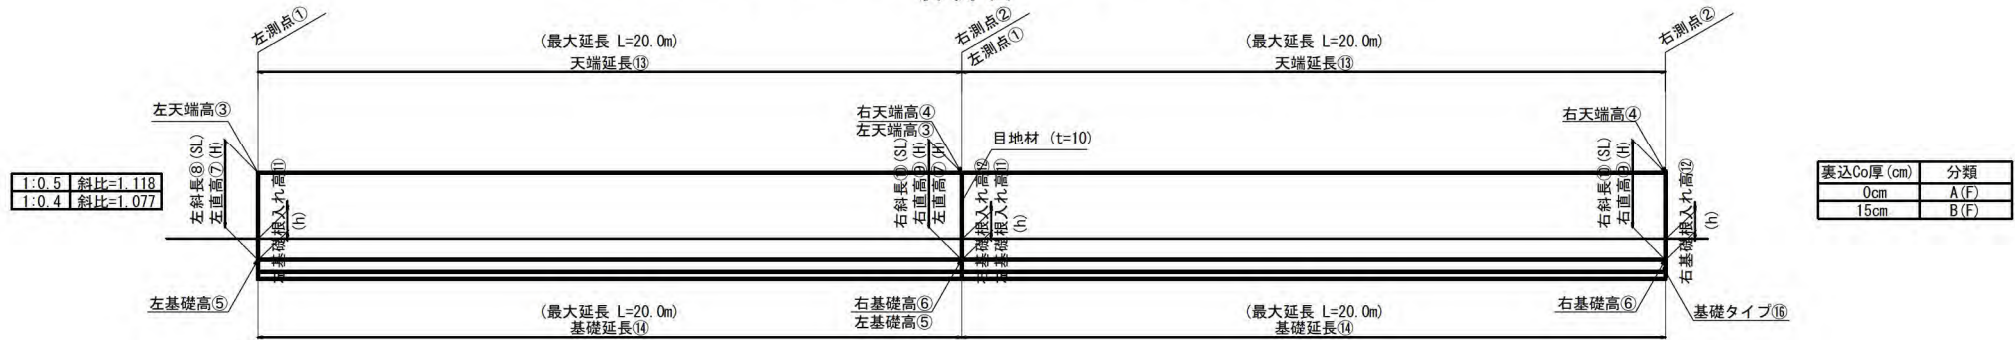 左測点①
(最大延長 L=20.0m)
天端延長⑬
右測点②
左測点①
(最大延長 L=20.0m)
天端延長⑬
右測点②
左天端高③
右天端高④
左天端高③
目地材 (t=10)
右天端高④
1:0.5 斜比=1.118
1:0.4 斜比=1.077
左斜長⑧(SL)
左直高⑦(H)
左基礎根入れ高⑪
(h)
右斜長⑩(SL)
右直高⑨(H)
左直高⑦(H)
右基礎根入れ高⑫
左基礎根入れ高⑪
(h)
右斜長⑩(SL)
右直高⑨(H)
右基礎根入れ高⑫
(h)
裏込Co厚(cm) 分類
0cm A(F)
15cm B(F)
左基礎高⑤
(最大延長 L=20.0m)
基礎延長⑭
右基礎高⑥
左基礎高⑤
(最大延長 L=20.0m)
基礎延長⑭
右基礎高⑥
基礎タイプ⑯